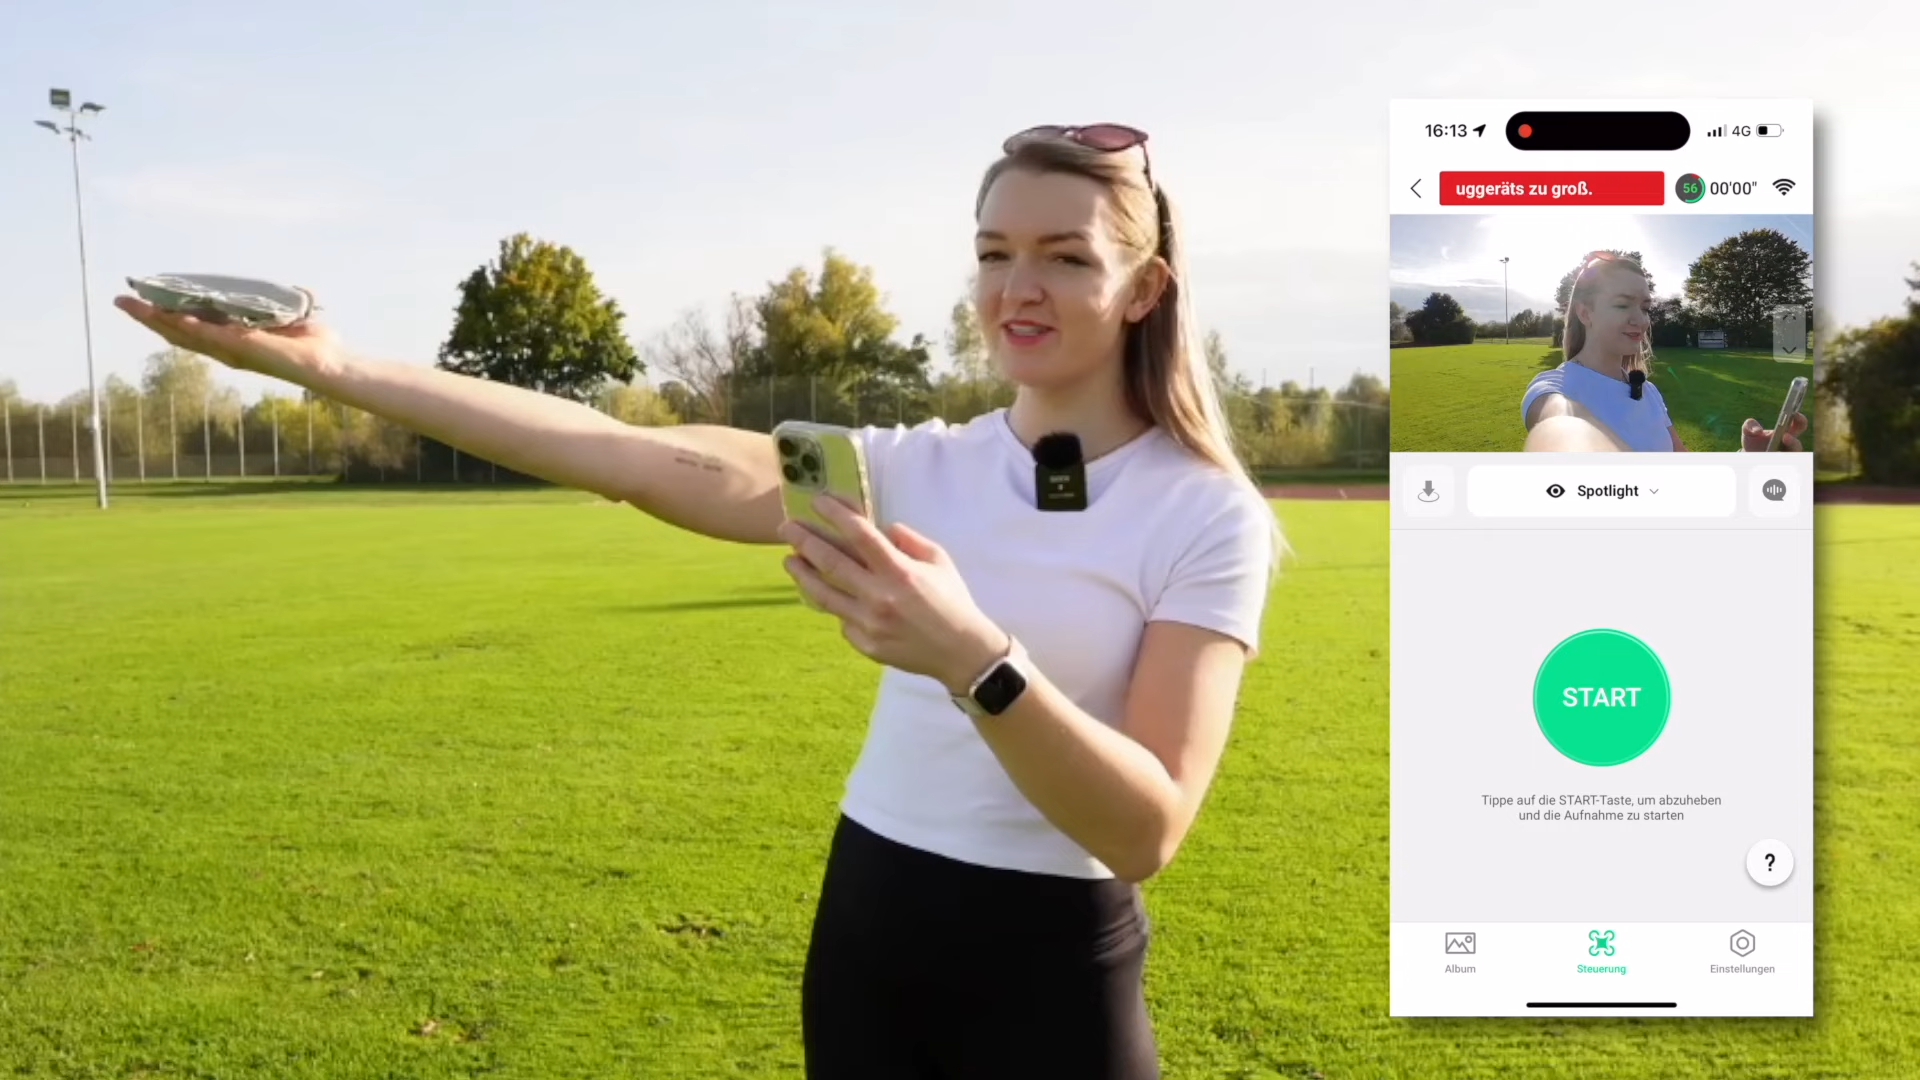 16:13
4G
uggeräts zu groß.
56 00'00"
Spotlight
START
Tippe auf die START-Taste, um abzuheben
und die Aufnahme zu starten
?
Album
Steuerung
Einstellungen